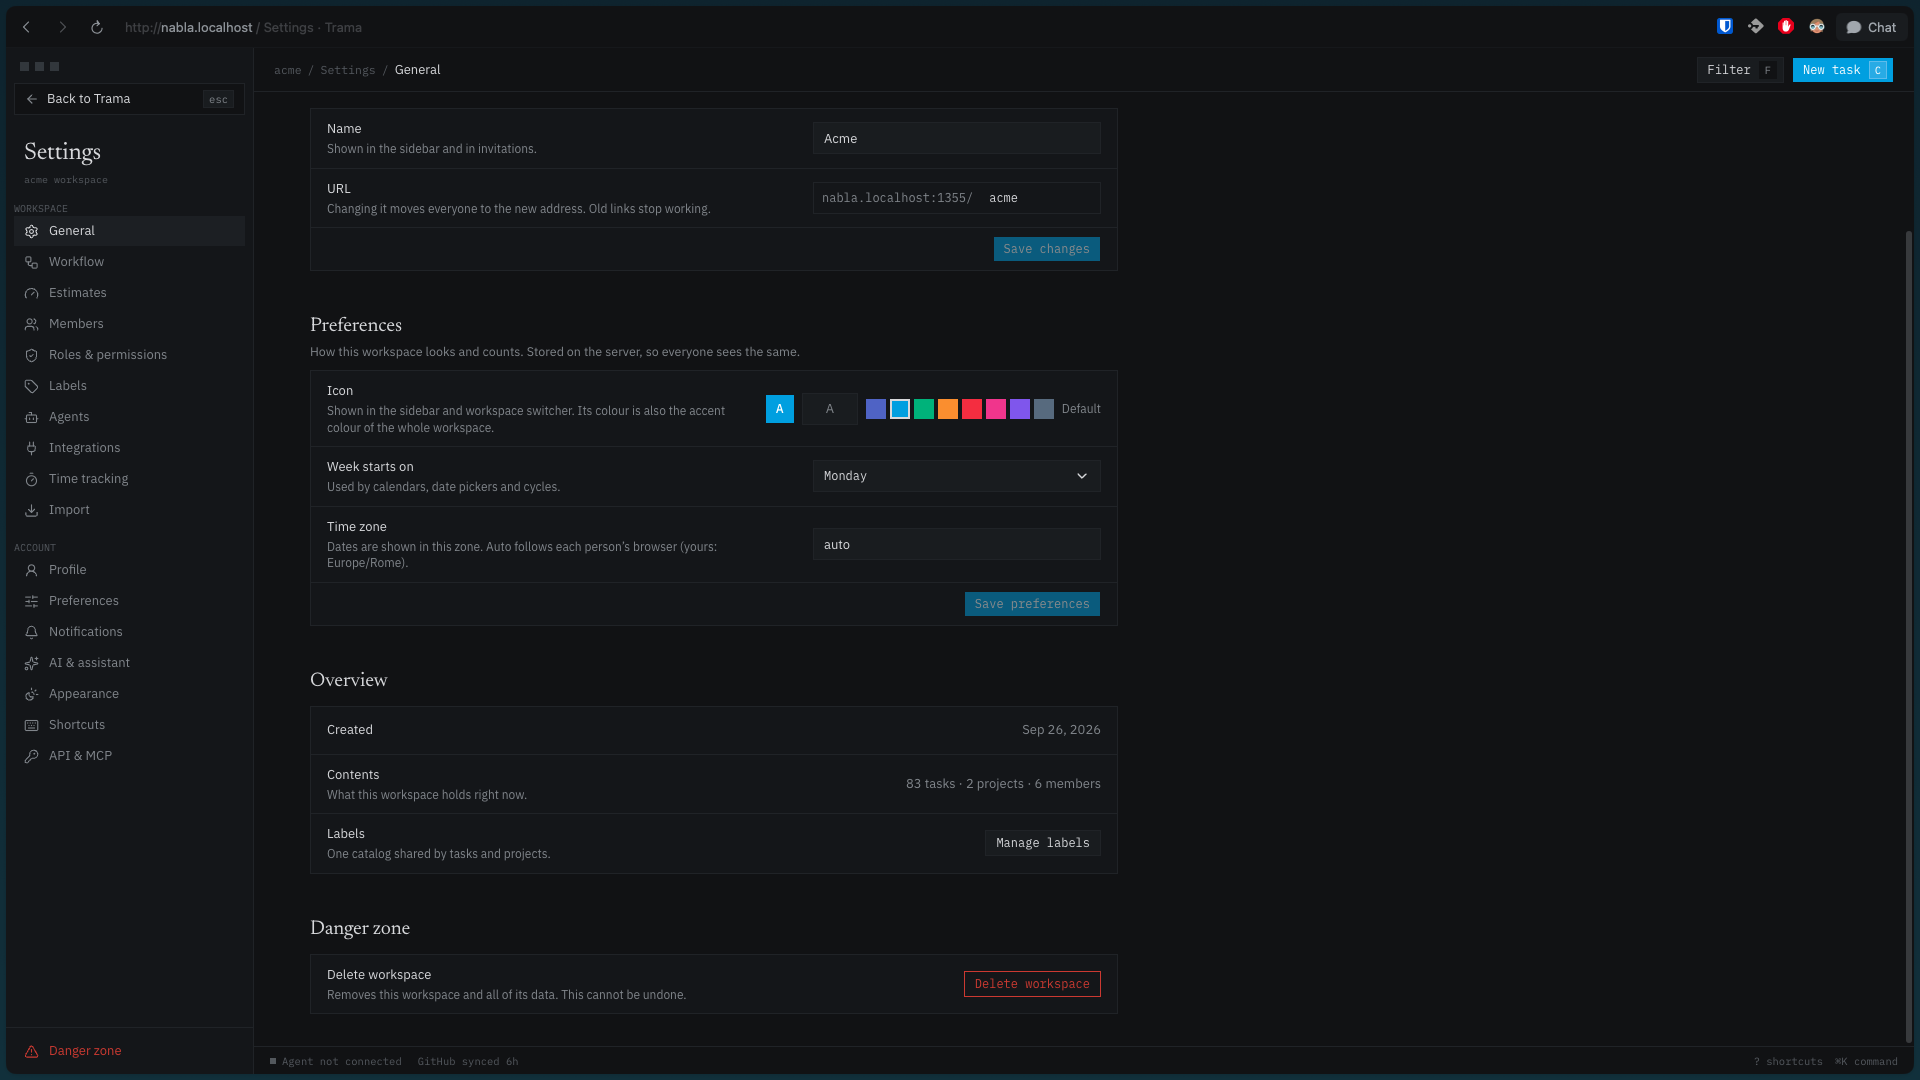 http://nabla.localhost / Settings · Trama
Chat
Back to Trama
esc
Settings
acme workspace
WORKSPACE
General
Workflow
Estimates
Members
Roles & permissions
Labels
Agents
Integrations
Time tracking
Import
ACCOUNT
Profile
Preferences
Notifications
AI & assistant
Appearance
Shortcuts
API & MCP
Danger zone
acme / Settings / General
Filter F
New task C
Name
Shown in the sidebar and in invitations.
Acme
URL
Changing it moves everyone to the new address. Old links stop working.
nabla.localhost:1355/ acme
Save changes
Preferences
How this workspace looks and counts. Stored on the server, so everyone sees the same.
Icon
Shown in the sidebar and workspace switcher. Its colour is also the accent
colour of the whole workspace.
A
A
Default
Week starts on
Used by calendars, date pickers and cycles.
Monday
Time zone
Dates are shown in this zone. Auto follows each person's browser (yours:
Europe/Rome).
auto
Save preferences
Overview
Created
Sep 26, 2026
Contents
What this workspace holds right now.
83 tasks · 2 projects · 6 members
Labels
One catalog shared by tasks and projects.
Manage labels
Danger zone
Delete workspace
Removes this workspace and all of its data. This cannot be undone.
Delete workspace
Agent not connected
GitHub synced 6h
? shortcuts
⌘K command